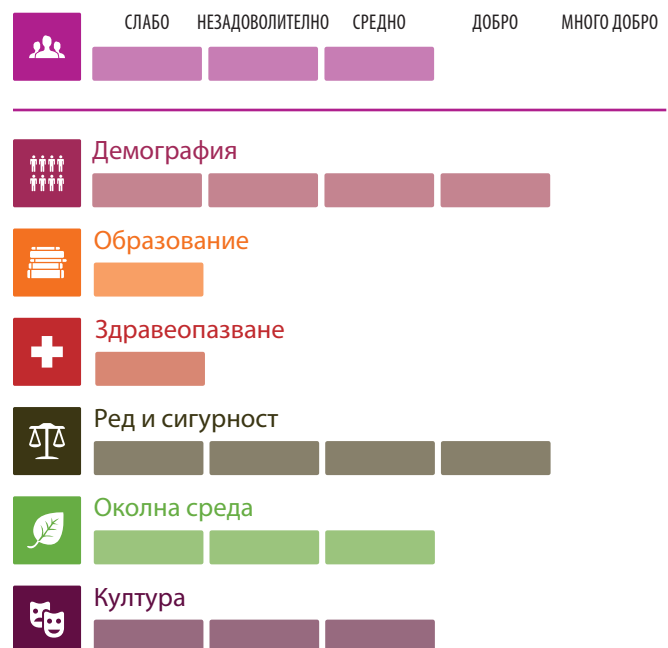 СЛАБО НЕЗАДОВОЛИТЕЛНО СРЕДНО ДОБРО МНОГО ДОБРО
Демография
Образование
Здравеопазване
Ред и сигурност
Околна среда
Култура